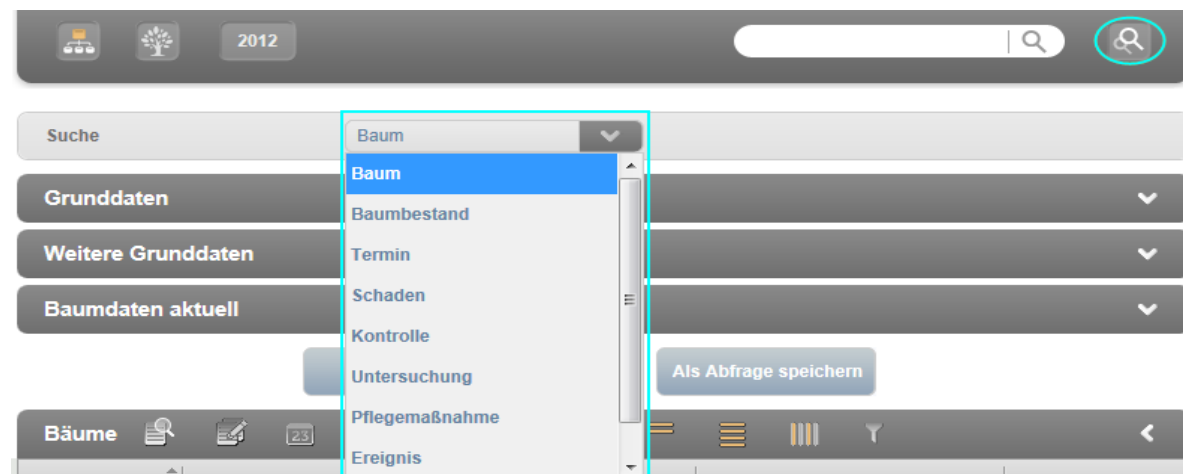 2012
Suche
Baum
Baum
Grunddaten
Baumbestand
Weitere Grunddaten
Termin
Schaden
Baumdaten aktuell
Kontrolle
Untersuchung
Als Abfrage speichern
Pflegemaßnahme
Bäume
23
Ereignis